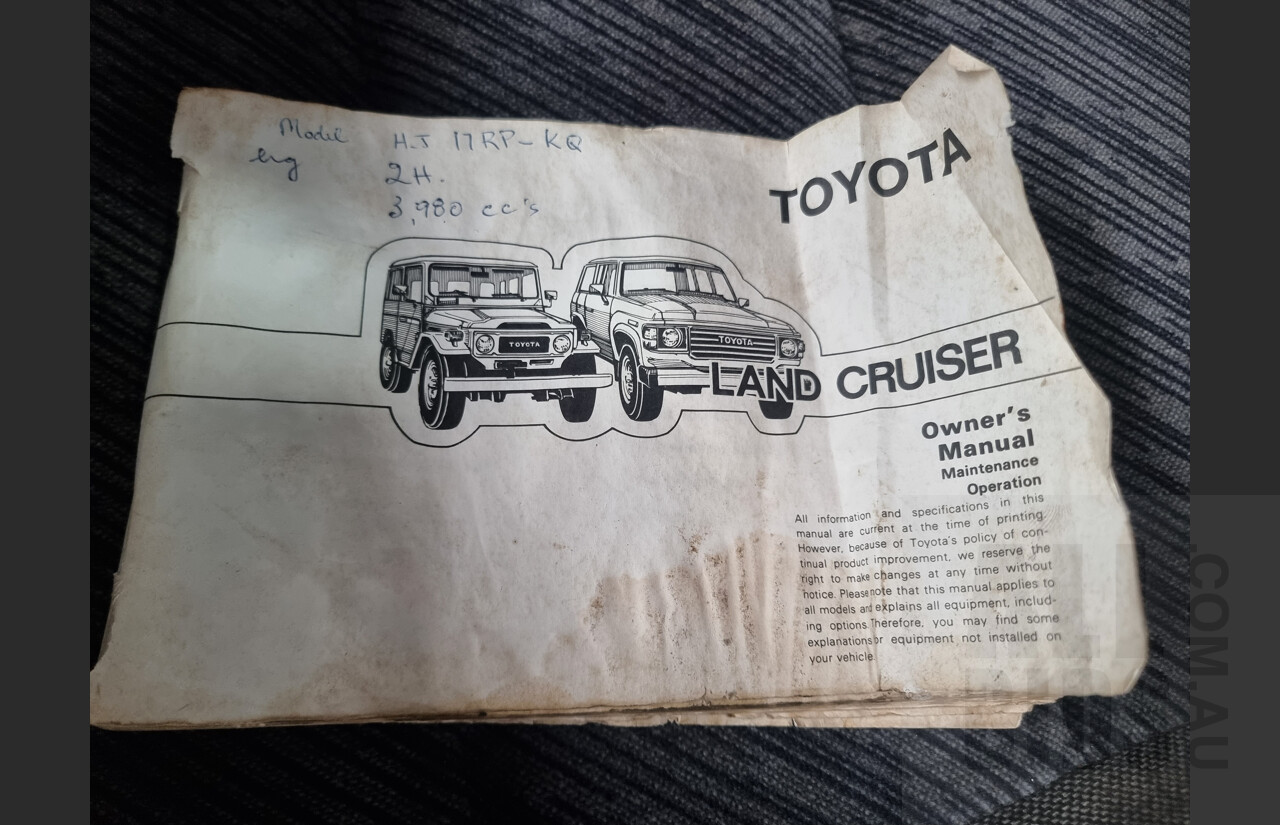 Model H.J 17RP-KQ
eng 2H.
3,980 cc's
TOYOTA
TOYOTA
TOYOTA
LAND CRUISER
Owner's
Manual
Maintenance
Operation
All information and specifications in this
manual are current at the time of printing.
However, because of Toyota's policy of con-
tinual product improvement, we reserve the
right to make changes at any time without
notice. Please note that this manual applies to
all models and explains all equipment, includ-
ing options. Therefore, you may find some
explanations or equipment not installed on
your vehicle.
.COM.AU